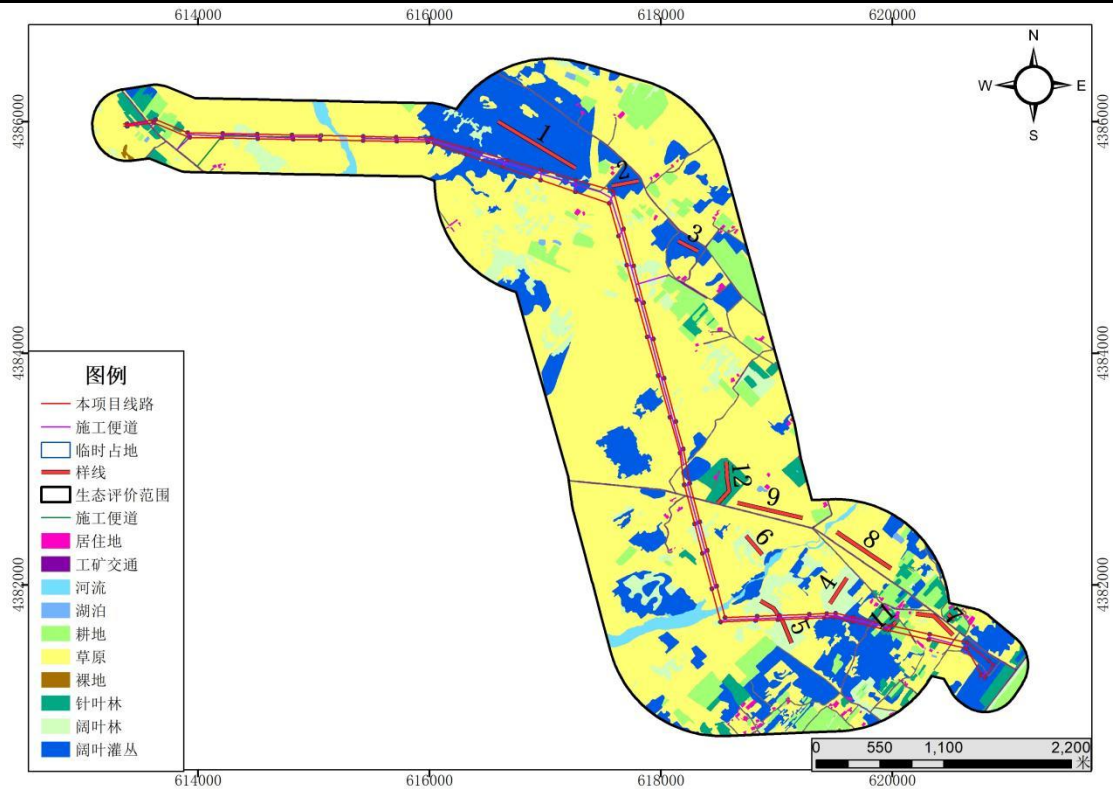 614000 616000 618000 620000
N
W E
S
4386000 4386000
1
2
3
4384000 4384000
图例
本项目线路
施工便道
临时占地
样线
生态评价范围
施工便道
居住地
工矿交通
河流
湖泊
耕地
草原
裸地
针叶林
阔叶林
阔叶灌丛
12
9
6
8
4382000 4382000
4
5
11
7
0 550 1,100 2,200
米
614000 616000 618000 620000